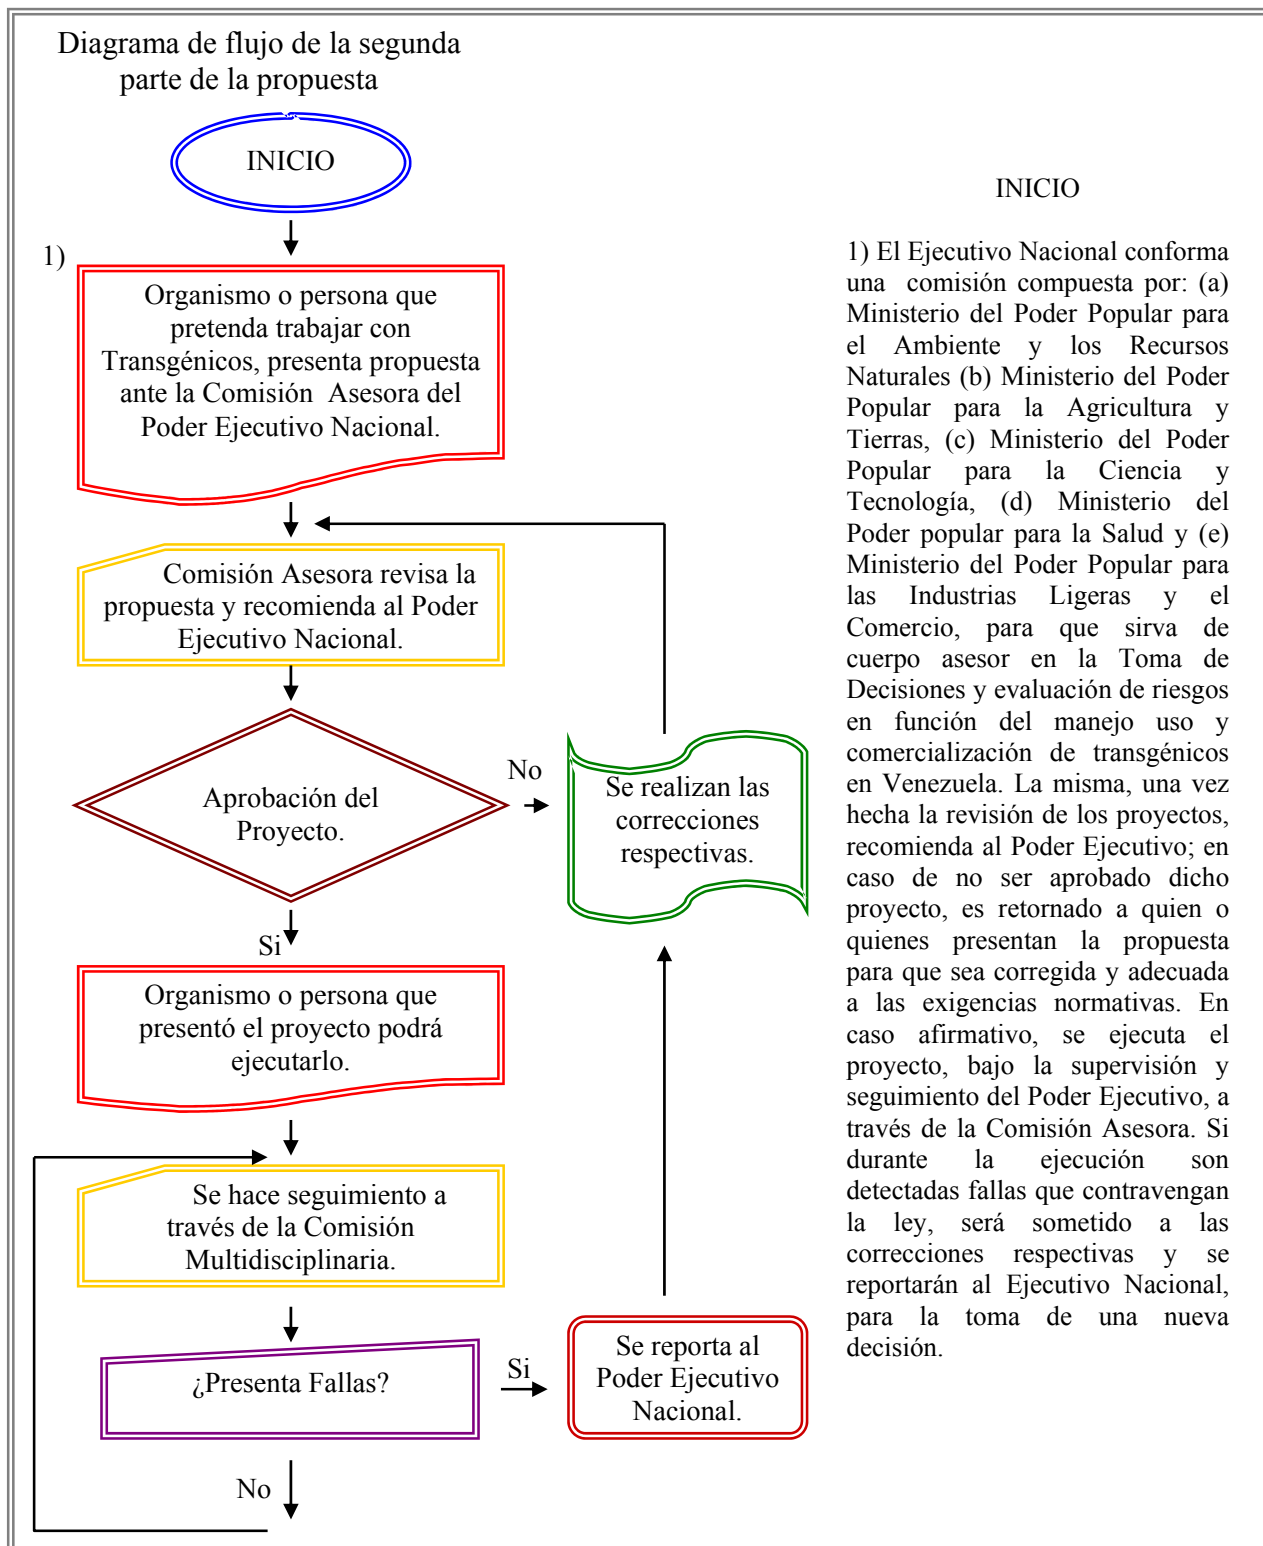 Diagrama de flujo de la segunda
parte de la propuesta
INICIO
1)
Organismo o persona que
pretenda trabajar con
Transgénicos, presenta propuesta
ante la Comisión Asesora del
Poder Ejecutivo Nacional.
Comisión Asesora revisa la
propuesta y recomienda al Poder
Ejecutivo Nacional.
Aprobación del
Proyecto.
No
Se realizan las
correcciones
respectivas.
Si
Organismo o persona que
presentó el proyecto podrá
ejecutarlo.
Se hace seguimiento a
través de la Comisión
Multidisciplinaria.
¿Presenta Fallas?
Si
Se reporta al
Poder Ejecutivo
Nacional.
No
INICIO
1) El Ejecutivo Nacional conforma
una comisión compuesta por: (a)
Ministerio del Poder Popular para
el Ambiente y los Recursos
Naturales (b) Ministerio del Poder
Popular para la Agricultura y
Tierras, (c) Ministerio del Poder
Popular para la Ciencia y
Tecnología, (d) Ministerio del
Poder popular para la Salud y (e)
Ministerio del Poder Popular para
las Industrias Ligeras y el
Comercio, para que sirva de
cuerpo asesor en la Toma de
Decisiones y evaluación de riesgos
en función del manejo uso y
comercialización de transgénicos
en Venezuela. La misma, una vez
hecha la revisión de los proyectos,
recomienda al Poder Ejecutivo; en
caso de no ser aprobado dicho
proyecto, es retornado a quien o
quienes presentan la propuesta
para que sea corregida y adecuada
a las exigencias normativas. En
caso afirmativo, se ejecuta el
proyecto, bajo la supervisión y
seguimiento del Poder Ejecutivo, a
través de la Comisión Asesora. Si
durante la ejecución son
detectadas fallas que contravengan
la ley, será sometido a las
correcciones respectivas y se
reportarán al Ejecutivo Nacional,
para la toma de una nueva
decisión.